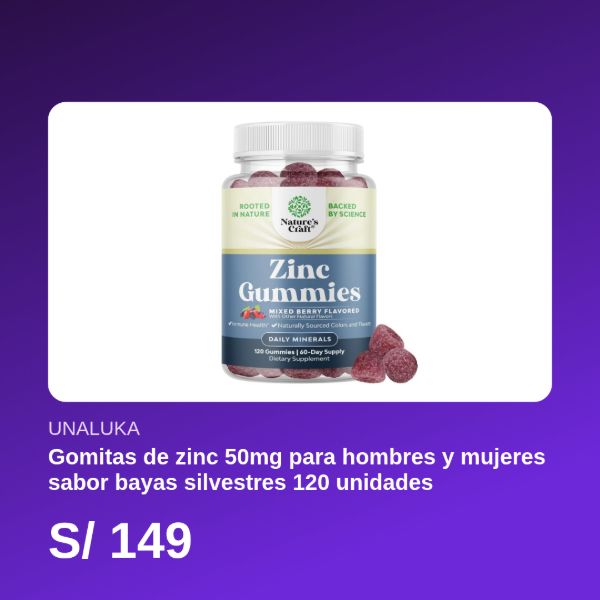 ROOTED
IN NATURE
BACKED
BY SCIENCE
Nature's
Craft®
Zinc
Gummies
MIXED BERRY FLAVORED
With Other Natural Flavors
✓Immune Health* ✓Naturally Sourced Colors and Flavors
DAILY MINERALS
120 Gummies | 60-Day Supply
Dietary Supplement
UNALUKA
Gomitas de zinc 50mg para hombres y mujeres
sabor bayas silvestres 120 unidades
S/ 149